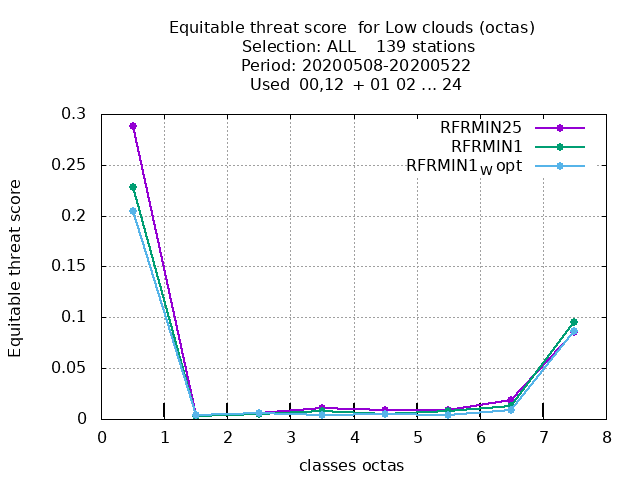 Equitable threat score  for Low clouds (octas)
Selection: ALL    139 stations
Period: 20200508-20200522
Used  00,12  + 01 02 ... 24
RFRMIN25
RFRMIN1
RFRMIN1W opt
Equitable threat score
0.3
0.25
0.2
0.15
0.1
0.05
0
0 1 2 3 4 5 6 7 8
classes octas